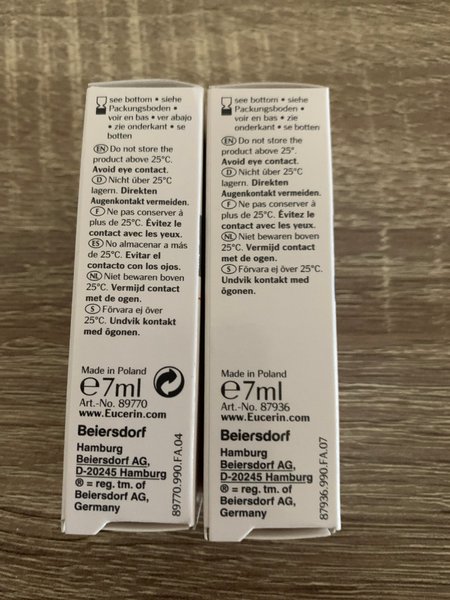 see bottom • siehe
Packungsboden •
voir en bas • ver abajo
• zie onderkant • se
botten
EN Do not store the
product above 25°C.
Avoid eye contact.
D Nicht über 25°C
lagern. Direkten
Augenkontakt vermeiden.
F Ne pas conserver à
plus de 25°C. Évitez le
contact avec les yeux.
ES No almacenar a más
de 25°C. Evitar el
contacto con los ojos.
NL Niet bewaren boven
25°C. Vermijd contact
met de ogen.
S Förvara ej över
25°C. Undvik kontakt
med ögonen.
Made in Poland
e 7ml
Art.-No. 89770
www.Eucerin.com
Beiersdorf
Hamburg
Beiersdorf AG,
D-20245 Hamburg
® = reg. tm. of
Beiersdorf AG,
Germany
89770.990.FA.04
see bottom • siehe
Packungsboden •
voir en bas • zie
onderkant • se botten
EN Do not store the
product above 25°.
Avoid eye contact.
D Nicht über 25°C
lagern. Direkten
Augenkontakt vermeiden.
F Ne pas conserver à
plus de 25°C. Évitez le
contact avec les yeux.
NL Niet bewaren boven
25°C. Vermijd contact
met de ogen.
S Förvara ej över 25°C.
Undvik kontakt med
ögonen.
Made in Poland
e 7ml
Art.-No. 87936
www.Eucerin.com
Beiersdorf
Hamburg
Beiersdorf AG,
D-20245 Hamburg
® = reg. tm. of
Beiersdorf AG,
Germany
87936.990.FA.07